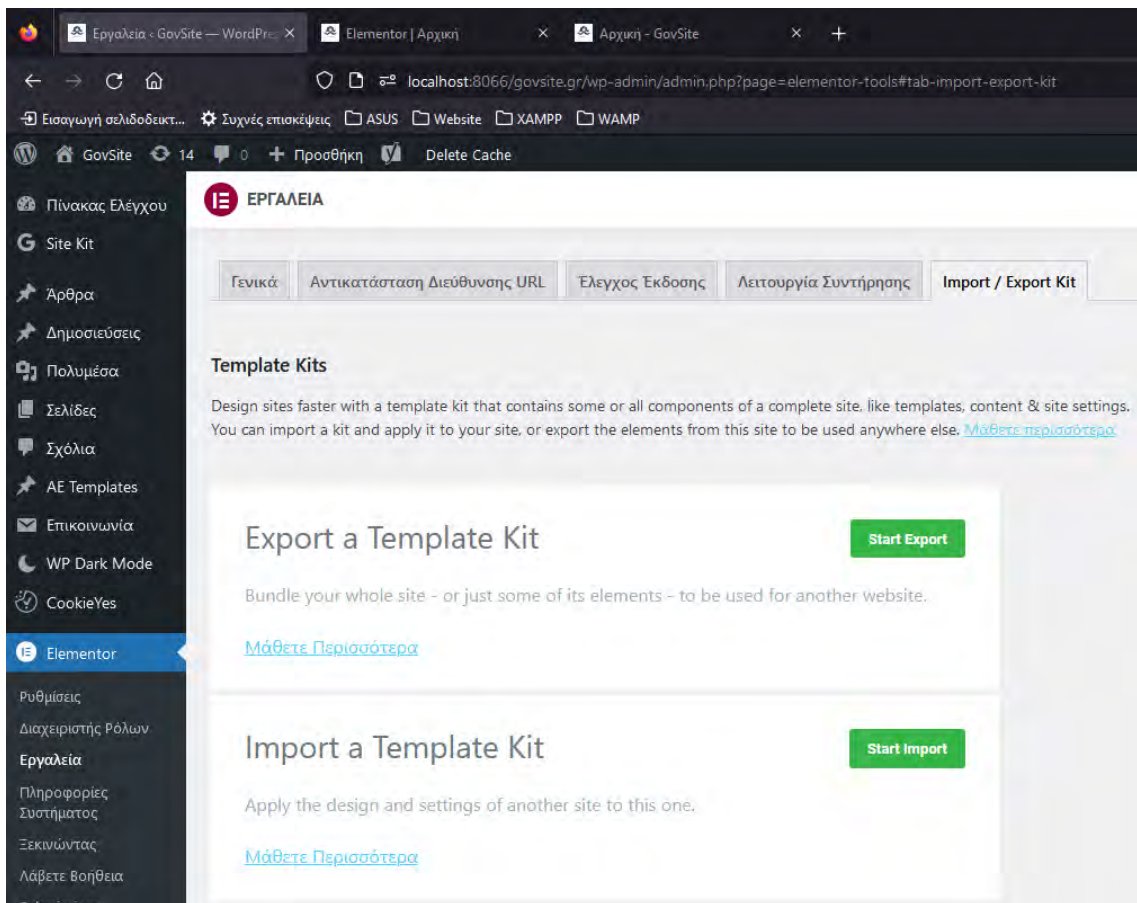 Εργαλεία ‹ GovSite — WordPre
Elementor | Αρχική
Αρχική - GovSite
localhost:8066/govsite.gr/wp-admin/admin.php?page=elementor-tools#tab-import-export-kit
Εισαγωγή σελιδοδεικτ...
Συχνές επισκέψεις
ASUS
Website
XAMPP
WAMP
GovSite
14
0
Προσθήκη
Delete Cache
Πίνακας Ελέγχου
Site Kit
Άρθρα
Δημοσιεύσεις
Πολυμέσα
Σελίδες
Σχόλια
AE Templates
Επικοινωνία
WP Dark Mode
CookieYes
Elementor
Ρυθμίσεις
Διαχειριστής Ρόλων
Εργαλεία
Πληροφορίες
Συστήματος
Ξεκινώντας
Λάβετε Βοήθεια
ΕΡΓΑΛΕΙΑ
Γενικά
Αντικατάσταση Διεύθυνσης URL
Έλεγχος Έκδοσης
Λειτουργία Συντήρησης
Import / Export Kit
Template Kits
Design sites faster with a template kit that contains some or all components of a complete site, like templates, content & site settings.
You can import a kit and apply it to your site, or export the elements from this site to be used anywhere else. Μάθετε περισσότερα
Export a Template Kit
Start Export
Bundle your whole site - or just some of its elements - to be used for another website.
Μάθετε Περισσότερα
Import a Template Kit
Start Import
Apply the design and settings of another site to this one.
Μάθετε Περισσότερα